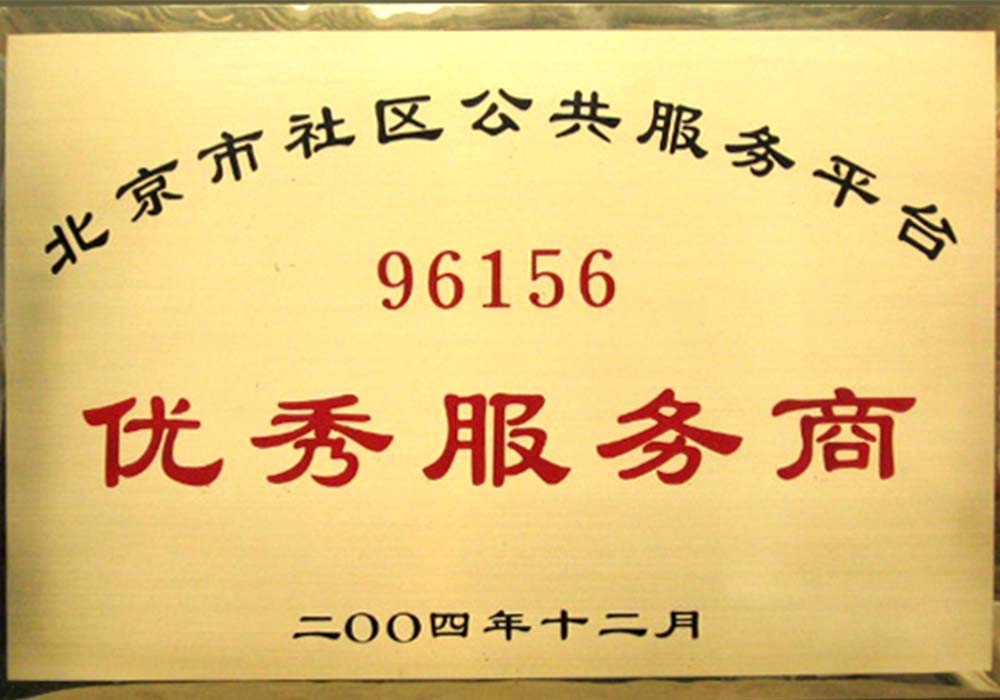 北京市社区公共服务平台
96156
优秀服务商
二〇〇四年十二月